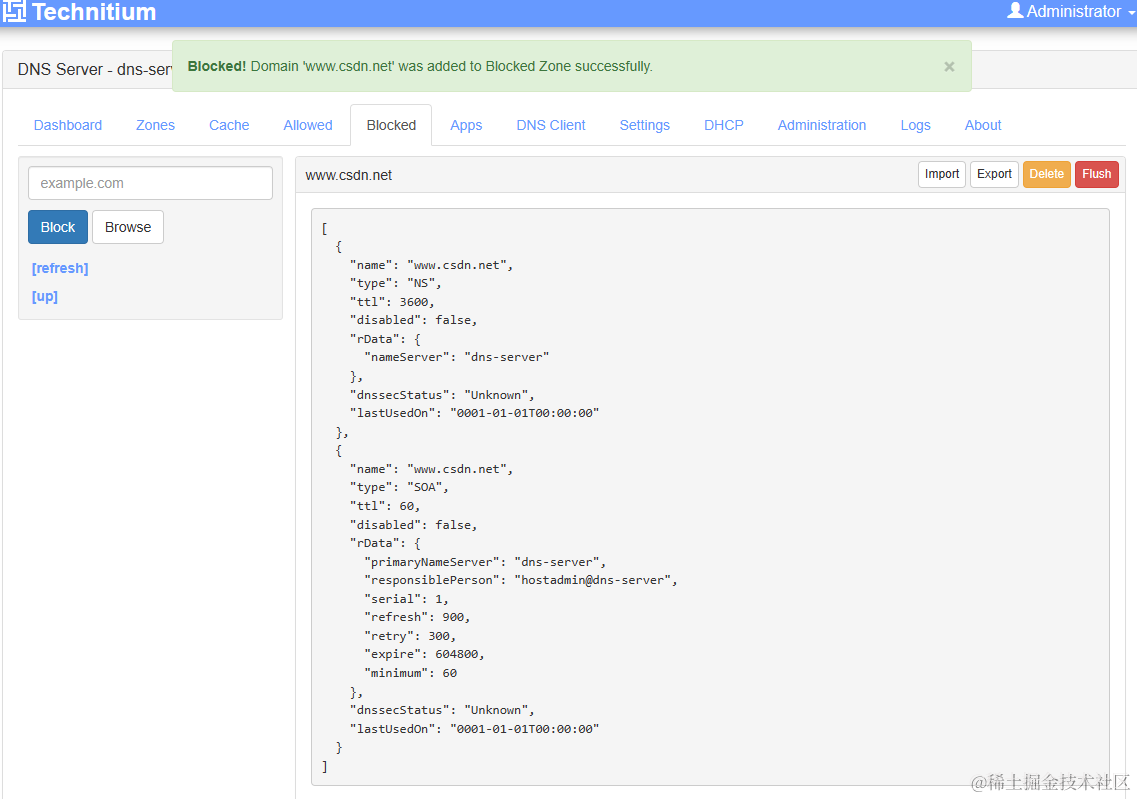 Technitium
Administrator
DNS Server - dns-ser
Blocked! Domain 'www.csdn.net' was added to Blocked Zone successfully. ×
Dashboard Zones Cache Allowed Blocked Apps DNS Client Settings DHCP Administration Logs About
example.com
Block Browse
[refresh]
[up]
www.csdn.net
Import Export Delete Flush
[
{
"name": "www.csdn.net",
"type": "NS",
"ttl": 3600,
"disabled": false,
"rData": {
"nameServer": "dns-server"
},
"dnssecStatus": "Unknown",
"lastUsedOn": "0001-01-01T00:00:00"
},
{
"name": "www.csdn.net",
"type": "SOA",
"ttl": 60,
"disabled": false,
"rData": {
"primaryNameServer": "dns-server",
"responsiblePerson": "hostadmin@dns-server",
"serial": 1,
"refresh": 900,
"retry": 300,
"expire": 604800,
"minimum": 60
},
"dnssecStatus": "Unknown",
"lastUsedOn": "0001-01-01T00:00:00"
}
]
@稀土掘金技术社区